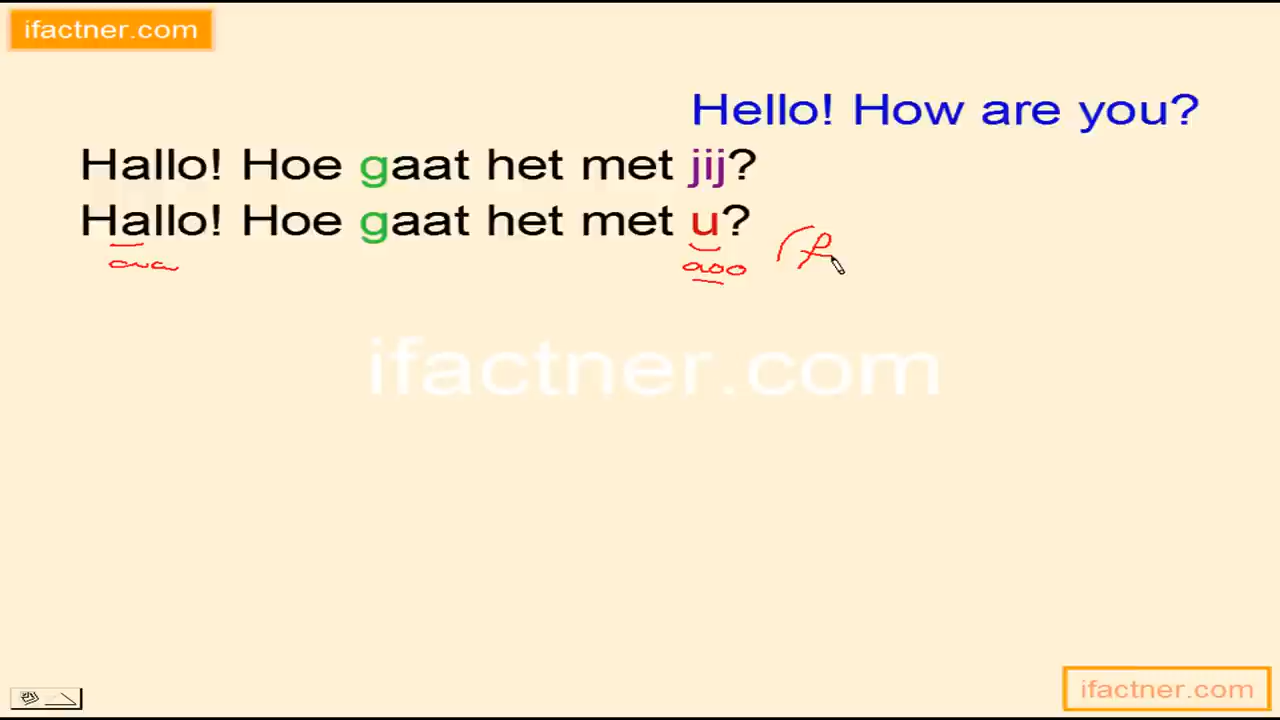 ifactner.com
Hello! How are you?
Hallo! Hoe gaat het met jij?
Hallo! Hoe gaat het met u?
ifactner.com
ifactner.com